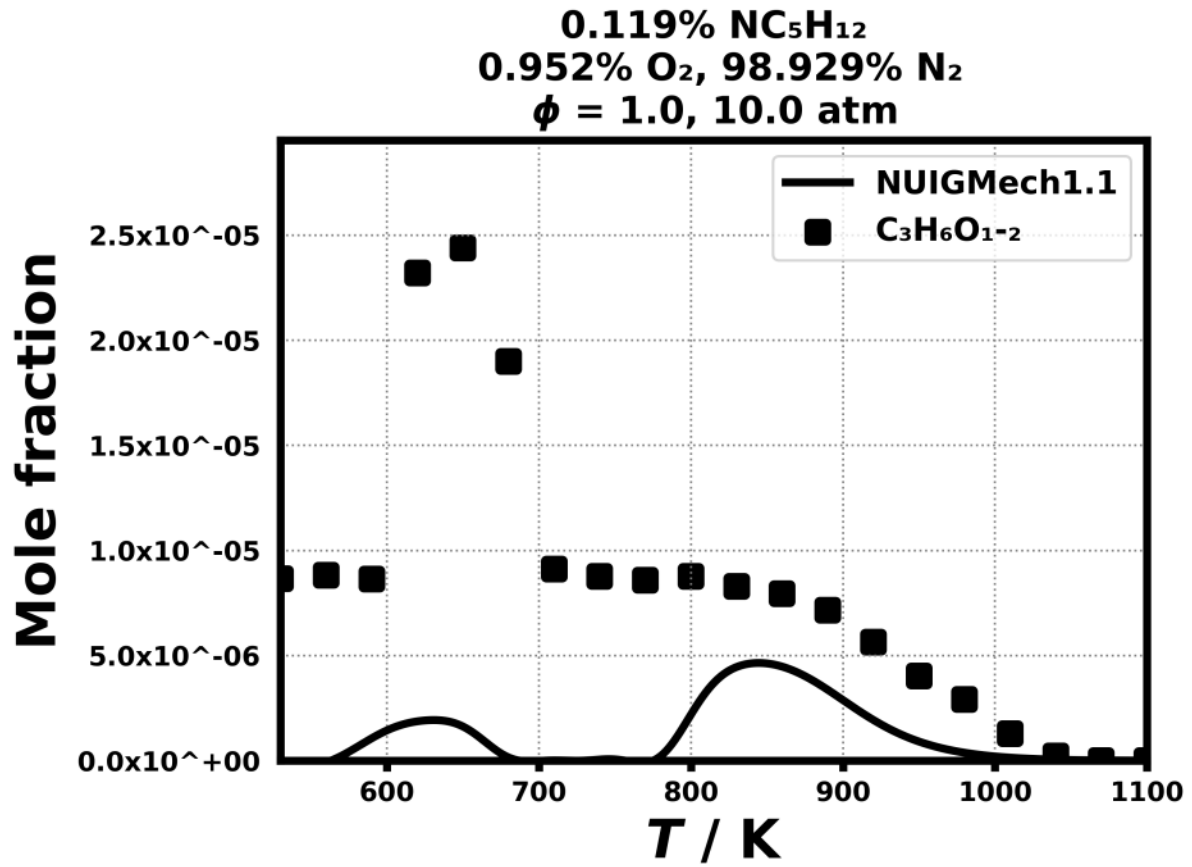 0.119% NC₅H₁₂
0.952% O₂, 98.929% N₂
ϕ = 1.0, 10.0 atm
NUIGMech1.1
C₃H₆O₁-₂
Mole fraction
2.5x10^-05
2.0x10^-05
1.5x10^-05
1.0x10^-05
5.0x10^-06
0.0x10^+00
600 700 800 900 1000 1100
T / K